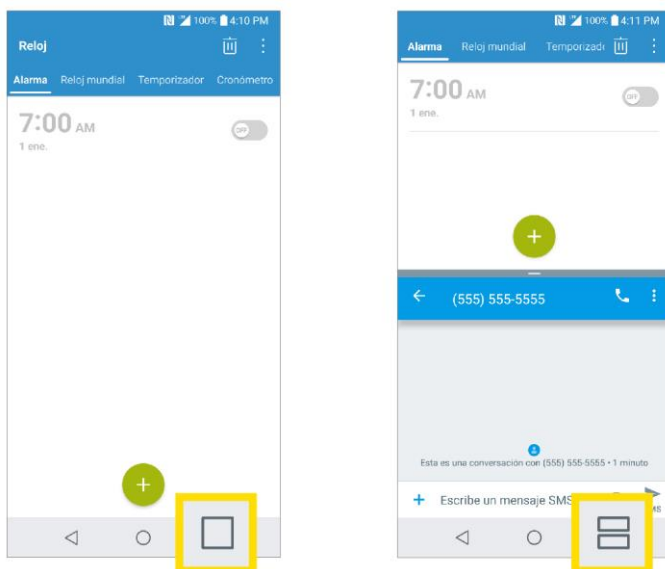 100% 4:10 PM
Reloj
Alarma Reloj mundial Temporizador Cronómetro
7:00 AM
OFF
1 ene.
100% 4:11 PM
Alarma Reloj mundial
7:00 AM
OFF
1 ene.
(555) 555-5555
Esta es una conversación con (555) 555-5555 • 1 minuto
Escribe un mensaje SMS